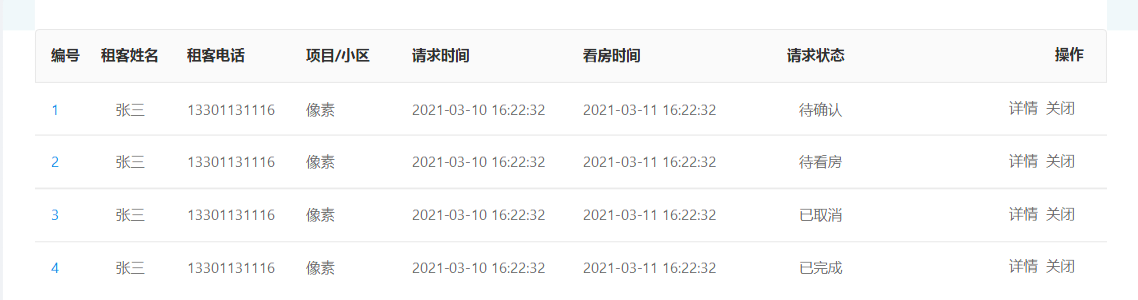 编号 租客姓名 租客电话 项目/小区 请求时间 看房时间 请求状态 操作
1 张三 13301131116 像素 2021-03-10 16:22:32 2021-03-11 16:22:32 待确认 详情 关闭
2 张三 13301131116 像素 2021-03-10 16:22:32 2021-03-11 16:22:32 待看房 详情 关闭
3 张三 13301131116 像素 2021-03-10 16:22:32 2021-03-11 16:22:32 已取消 详情 关闭
4 张三 13301131116 像素 2021-03-10 16:22:32 2021-03-11 16:22:32 已完成 详情 关闭